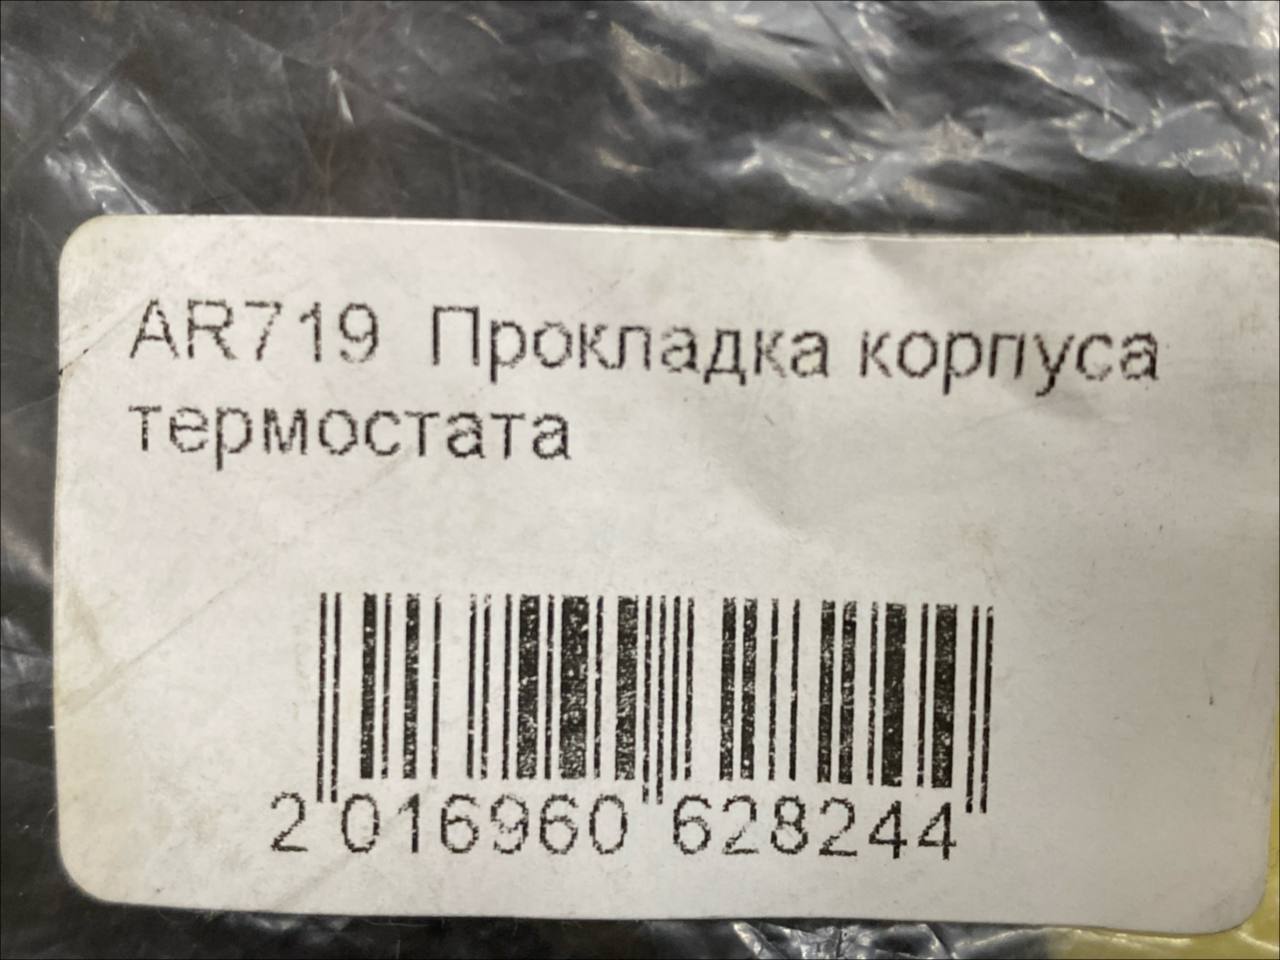 AR719 Прокладка корпуса
термостата
2 016960 628244